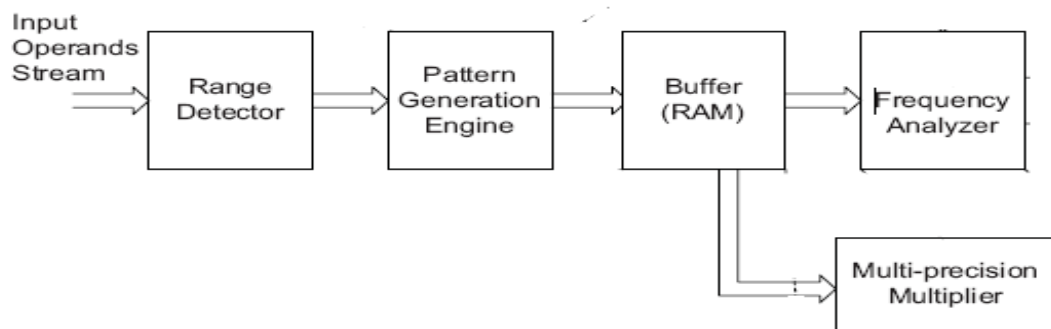 Input
Operands
Stream
Range
Detector
Pattern
Generation
Engine
Buffer
(RAM)
Frequency
Analyzer
Multi-precision
Multiplier